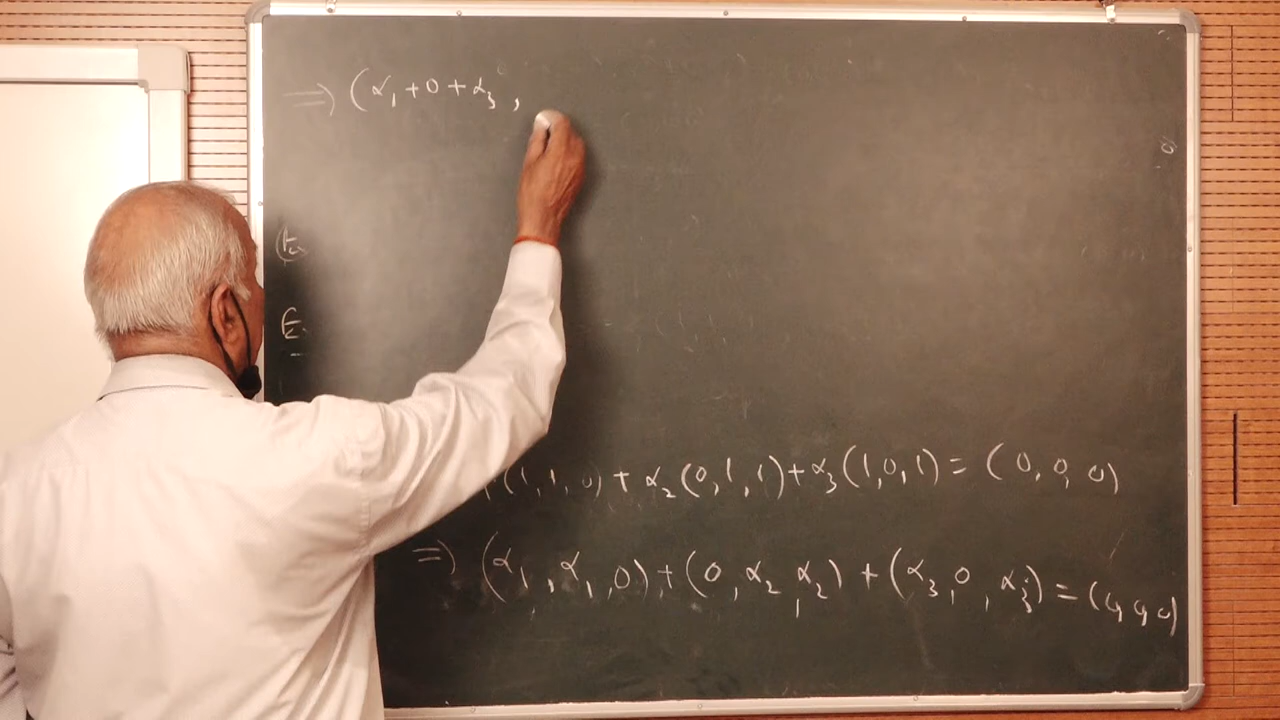 => (α₁ + 0 + α₃ ,
(1, 1, 0) + α₂(0, 1, 1) + α₃(1, 0, 1) = (0, 0, 0)
=> (α₁, α₁, 0) + (0, α₂, α₂) + (α₃, 0, α₃) = (0, 0, 0)